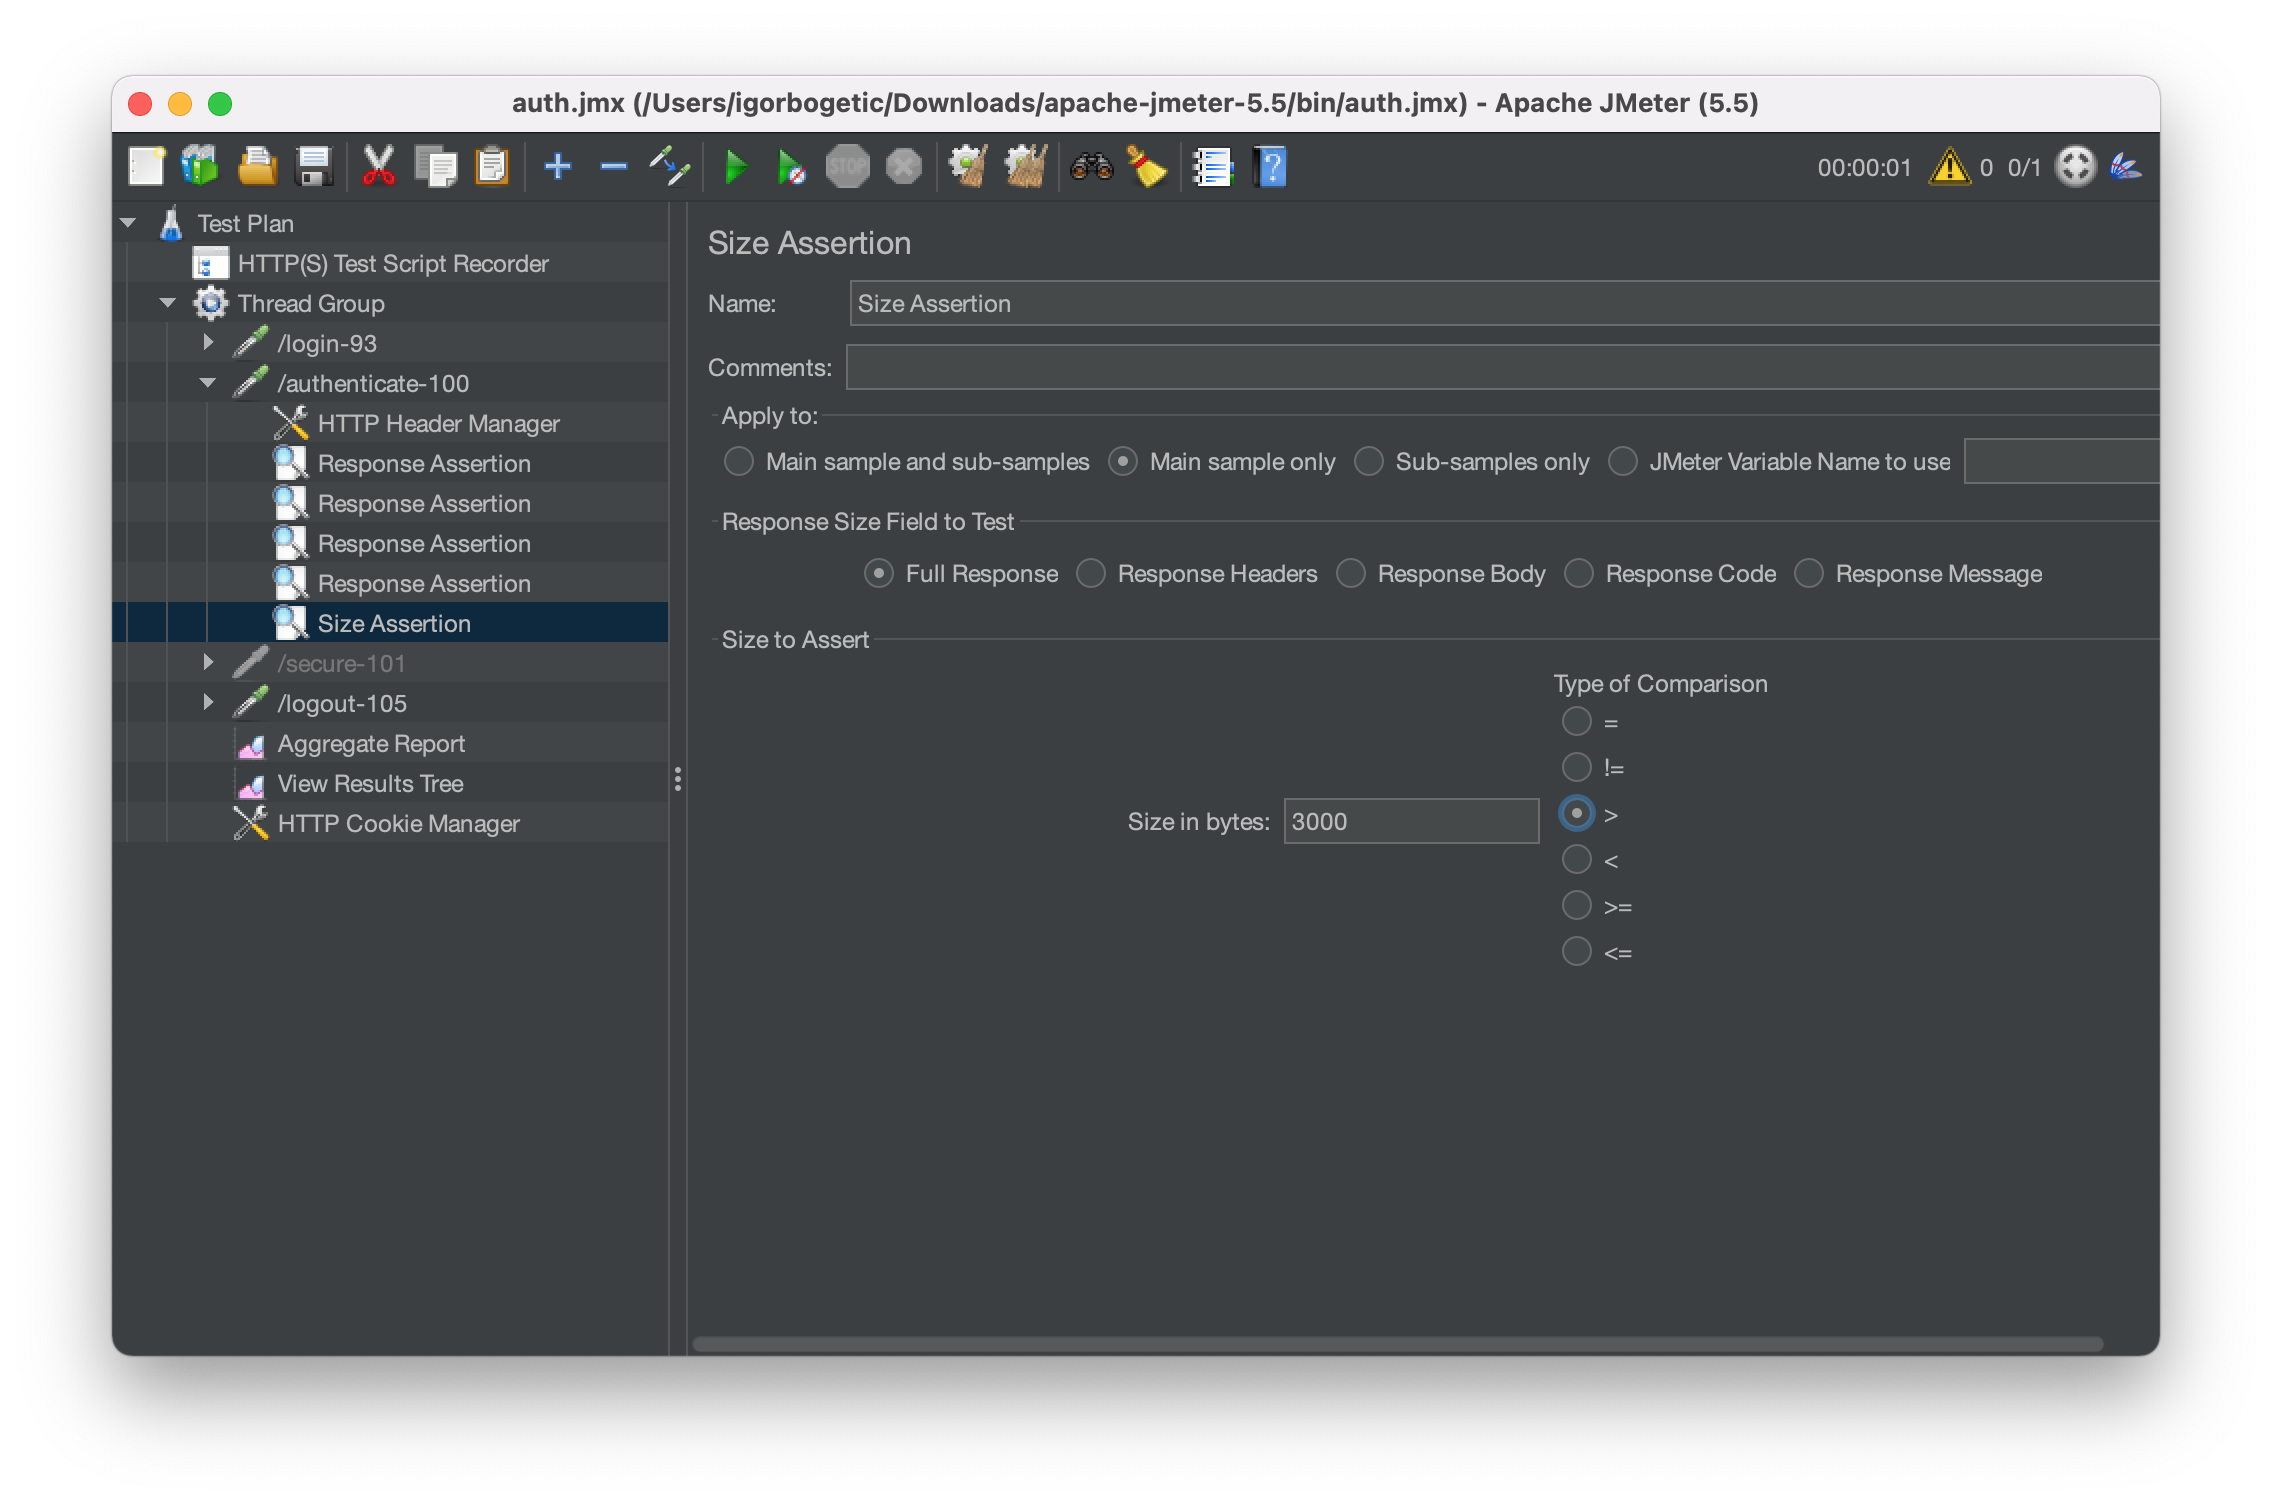 auth.jmx (/Users/igorbogetic/Downloads/apache-jmeter-5.5/bin/auth.jmx) - Apache JMeter (5.5)
STOP
00:00:01 0 0/1
Test Plan
HTTP(S) Test Script Recorder
Thread Group
/login-93
/authenticate-100
HTTP Header Manager
Response Assertion
Response Assertion
Response Assertion
Response Assertion
Size Assertion
/secure-101
/logout-105
Aggregate Report
View Results Tree
HTTP Cookie Manager
Size Assertion
Name: Size Assertion
Comments:
Apply to:
Main sample and sub-samples Main sample only Sub-samples only JMeter Variable Name to use
Response Size Field to Test
Full Response Response Headers Response Body Response Code Response Message
Size to Assert
Type of Comparison
=
!=
Size in bytes: 3000 >
<
>=
<=